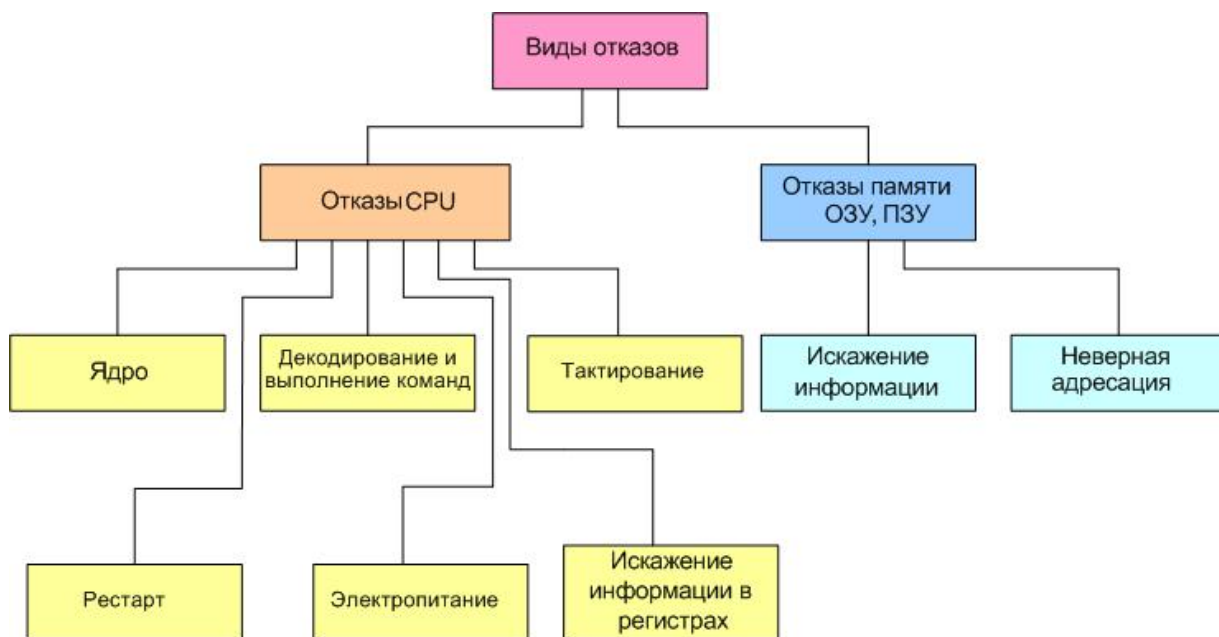 Виды отказов
Отказы CPU
Отказы памяти
ОЗУ, ПЗУ
Ядро
Декодирование и
выполнение команд
Тактирование
Искажение
информации
Неверная
адресация
Рестарт
Электропитание
Искажение
информации в
регистрах